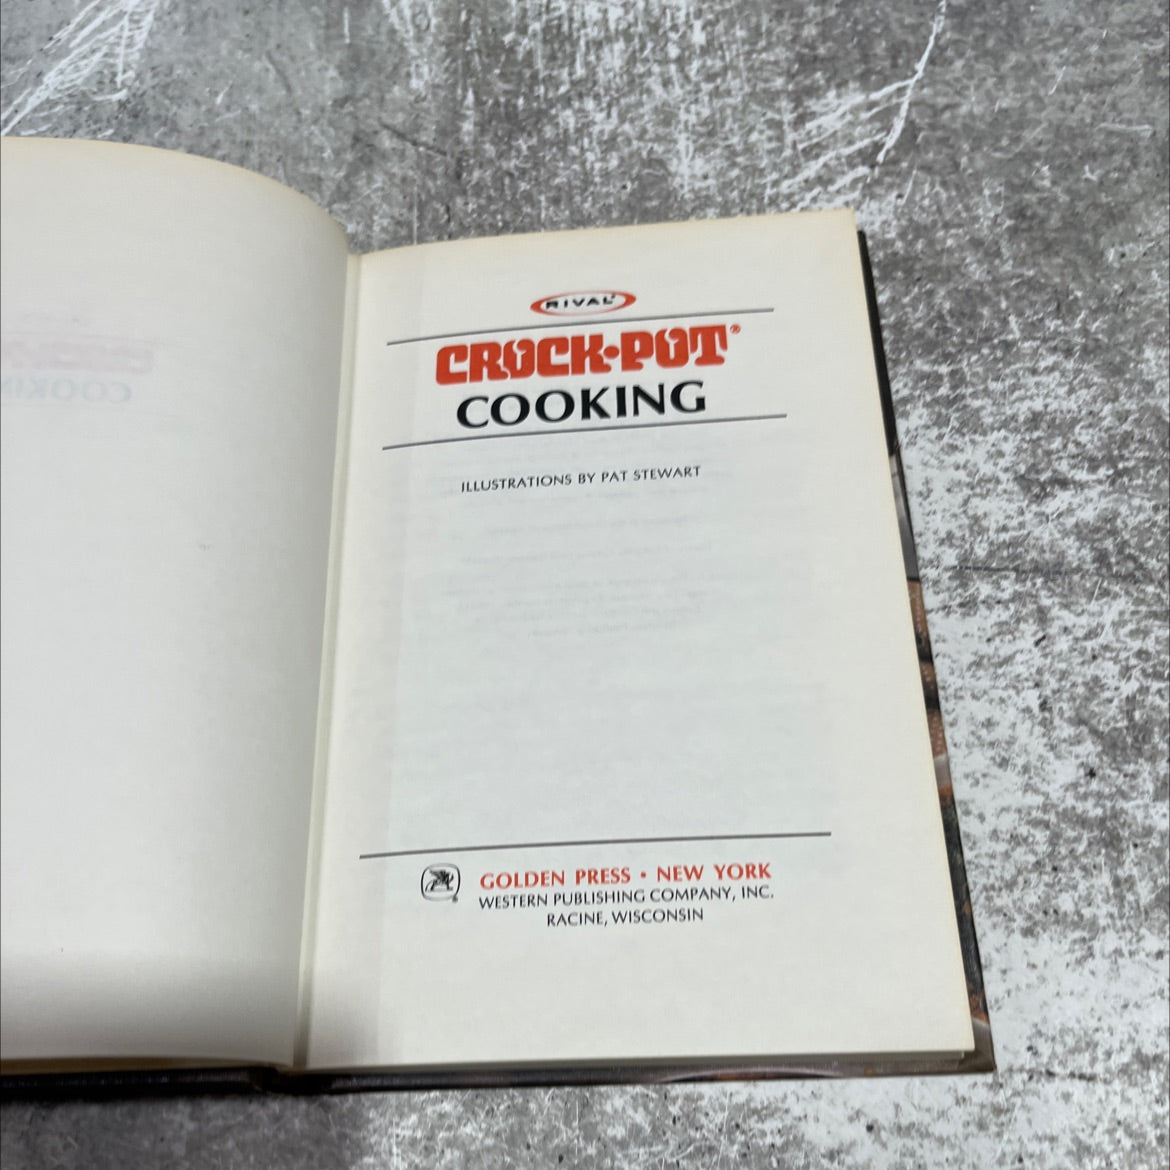 RIVAL®
CROCK•POT®
COOKING
ILLUSTRATIONS BY PAT STEWART
GOLDEN PRESS • NEW YORK
WESTERN PUBLISHING COMPANY, INC.
RACINE, WISCONSIN